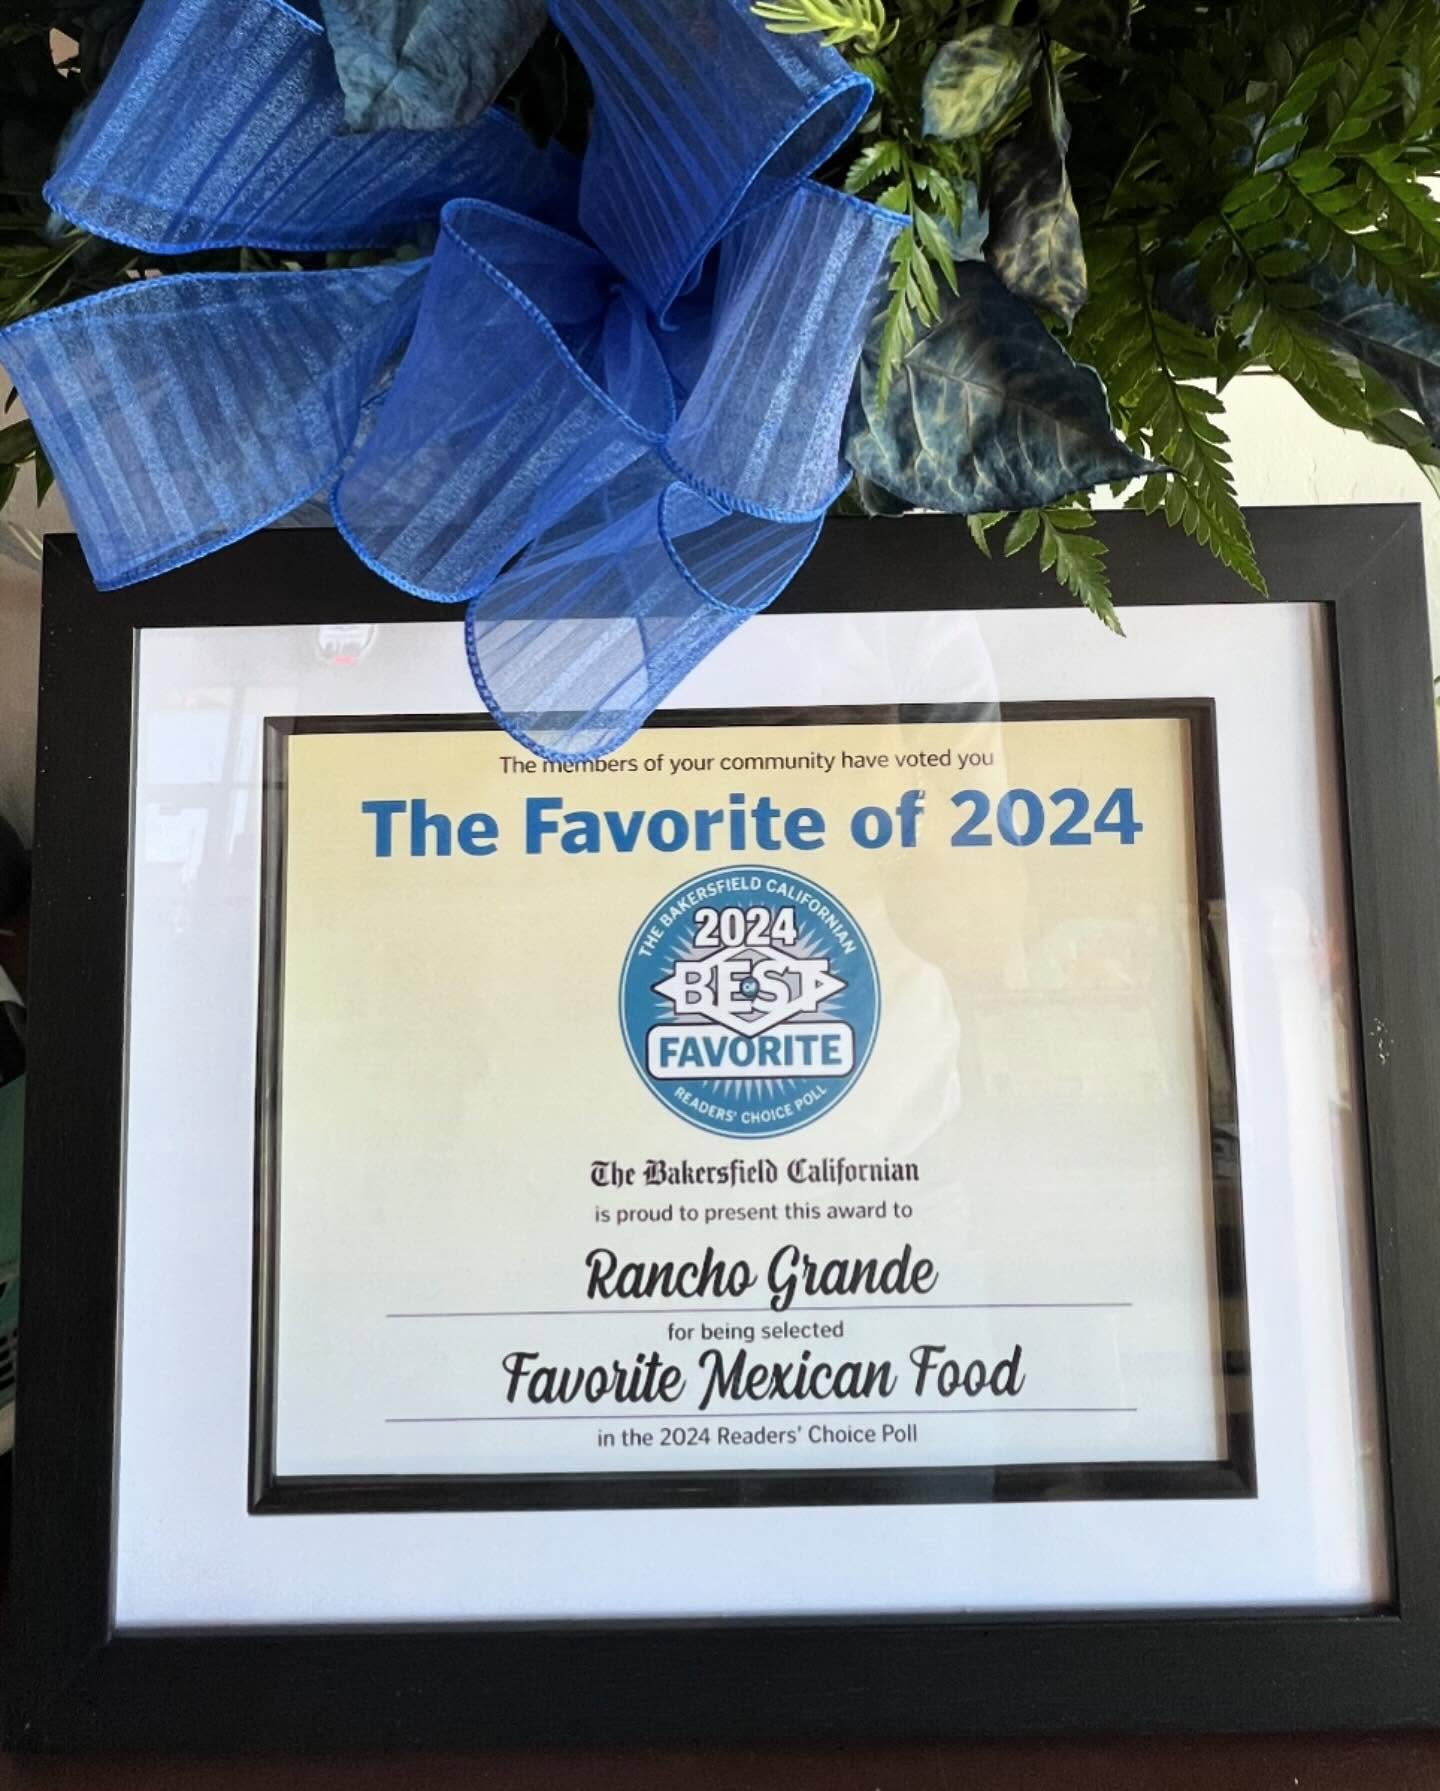 The members of your community have voted you
The Favorite of 2024
THE BAKERSFIELD CALIFORNIAN
2024
BEST
OF
FAVORITE
READERS' CHOICE POLL
The Bakersfield Californian
is proud to present this award to
Rancho Grande
for being selected
Favorite Mexican Food
in the 2024 Readers' Choice Poll